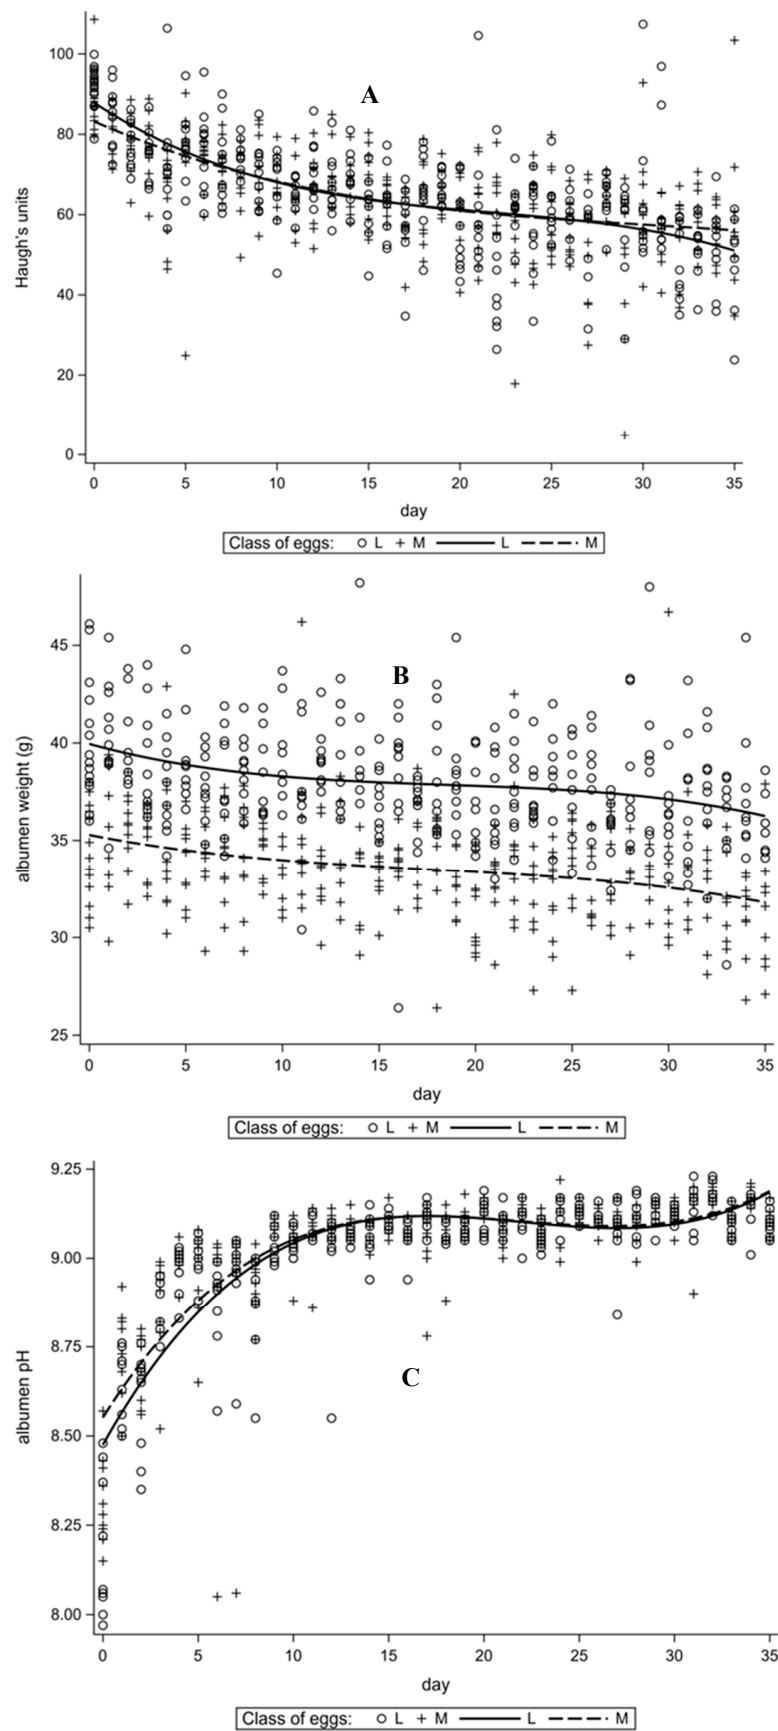 A
100
80
60
40
20
0
Haugh's units
0 5 10 15 20 25 30 35
day
Class of eggs: L + M L M
B
45
40
35
30
25
albumen weight (g)
0 5 10 15 20 25 30 35
day
Class of eggs: L + M L M
9.25
9.00
8.75
8.50
8.25
8.00
albumen pH
C
0 5 10 15 20 25 30 35
day
Class of eggs: L + M L M